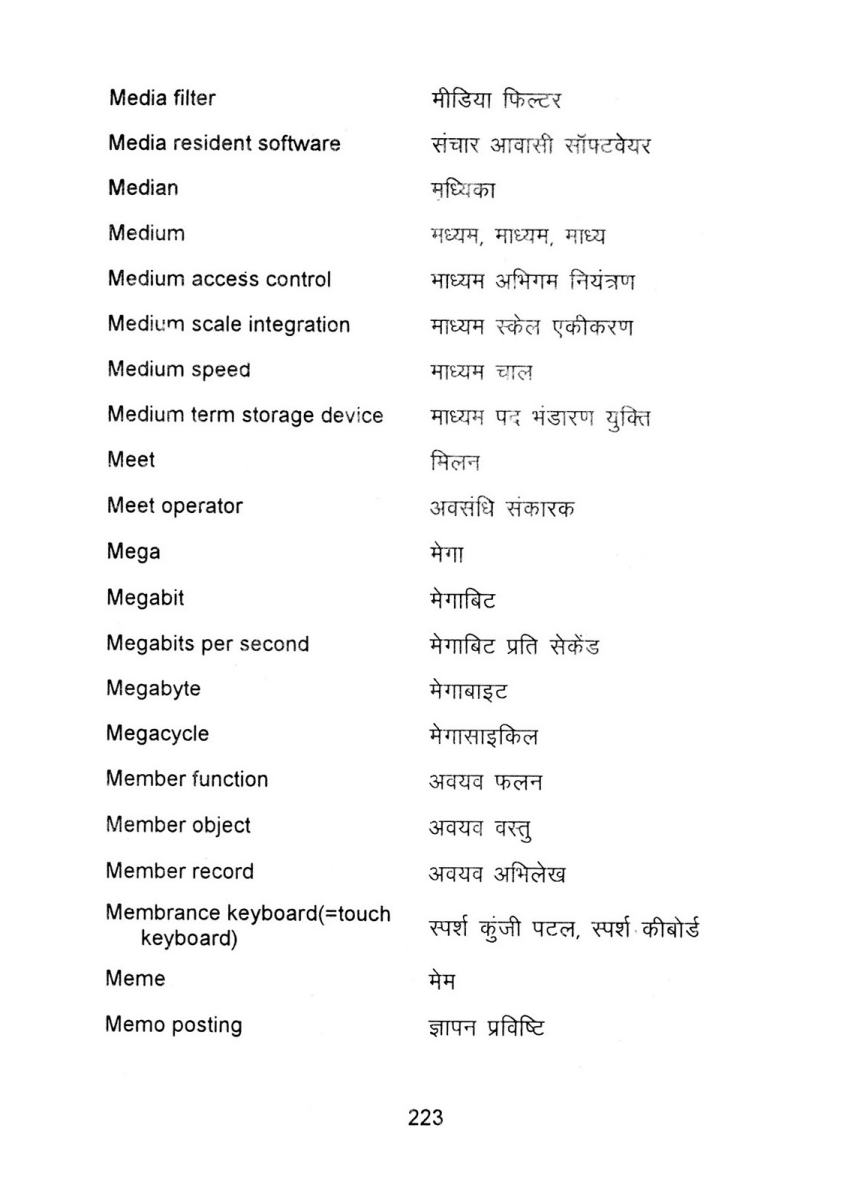 Media filter मीडिया फिल्टर
Media resident software संचार आवासी सॉफ्टवेयर
Median मध्यिका
Medium मध्यम, माध्यम, माध्य
Medium access control माध्यम अभिगम नियंत्रण
Medium scale integration माध्यम स्केल एकीकरण
Medium speed माध्यम चाल
Medium term storage device माध्यम पद भंडारण युक्ति
Meet मिलन
Meet operator अवसंधि संकारक
Mega मेगा
Megabit मेगाबिट
Megabits per second मेगाबिट प्रति सेकेंड
Megabyte मेगाबाइट
Megacycle मेगासाइकिल
Member function अवयव फलन
Member object अवयव वस्तु
Member record अवयव अभिलेख
Membrance keyboard(=touch स्पर्श कुंजी पटल, स्पर्श कीबोर्ड
keyboard)
Meme मेम
Memo posting ज्ञापन प्रविष्टि
223